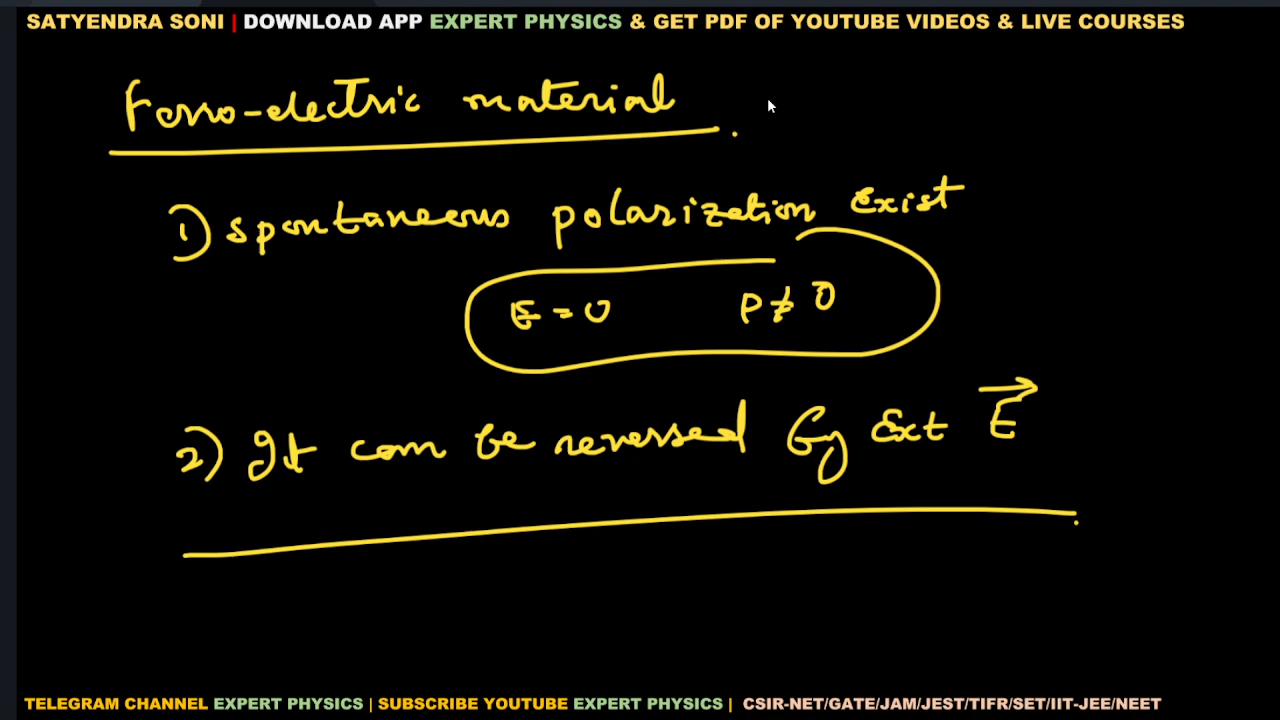 SATYENDRA SONI | DOWNLOAD APP EXPERT PHYSICS & GET PDF OF YOUTUBE VIDEOS & LIVE COURSES
Ferro-electric material.
1) spontaneous polarization Exist
E = 0 P ≠ 0
2) It can be reversed By Ext E⃗
TELEGRAM CHANNEL EXPERT PHYSICS | SUBSCRIBE YOUTUBE EXPERT PHYSICS | CSIR-NET/GATE/JAM/JEST/TIFR/SET/IIT-JEE/NEET